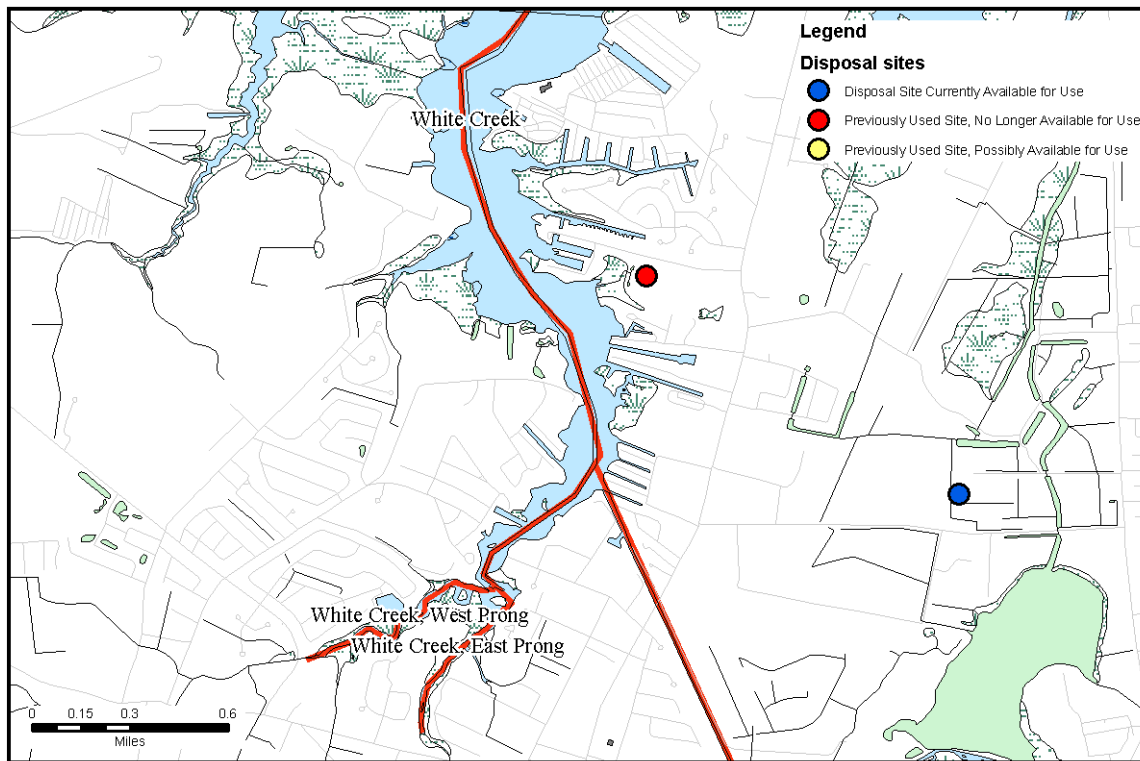 Legend
Disposal sites
Disposal Site Currently Available for Use
Previously Used Site, No Longer Available for Use
Previously Used Site, Possibly Available for Use
White Creek
White Creek, West Prong
White Creek, East Prong
0 0.15 0.3 0.6
Miles